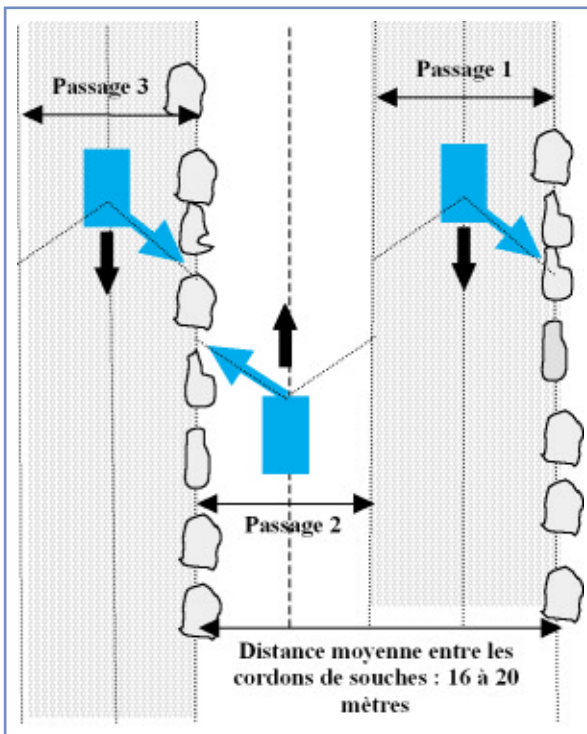 Passage 3
Passage 1
Passage 2
Distance moyenne entre les
cordons de souches : 16 à 20
mètres